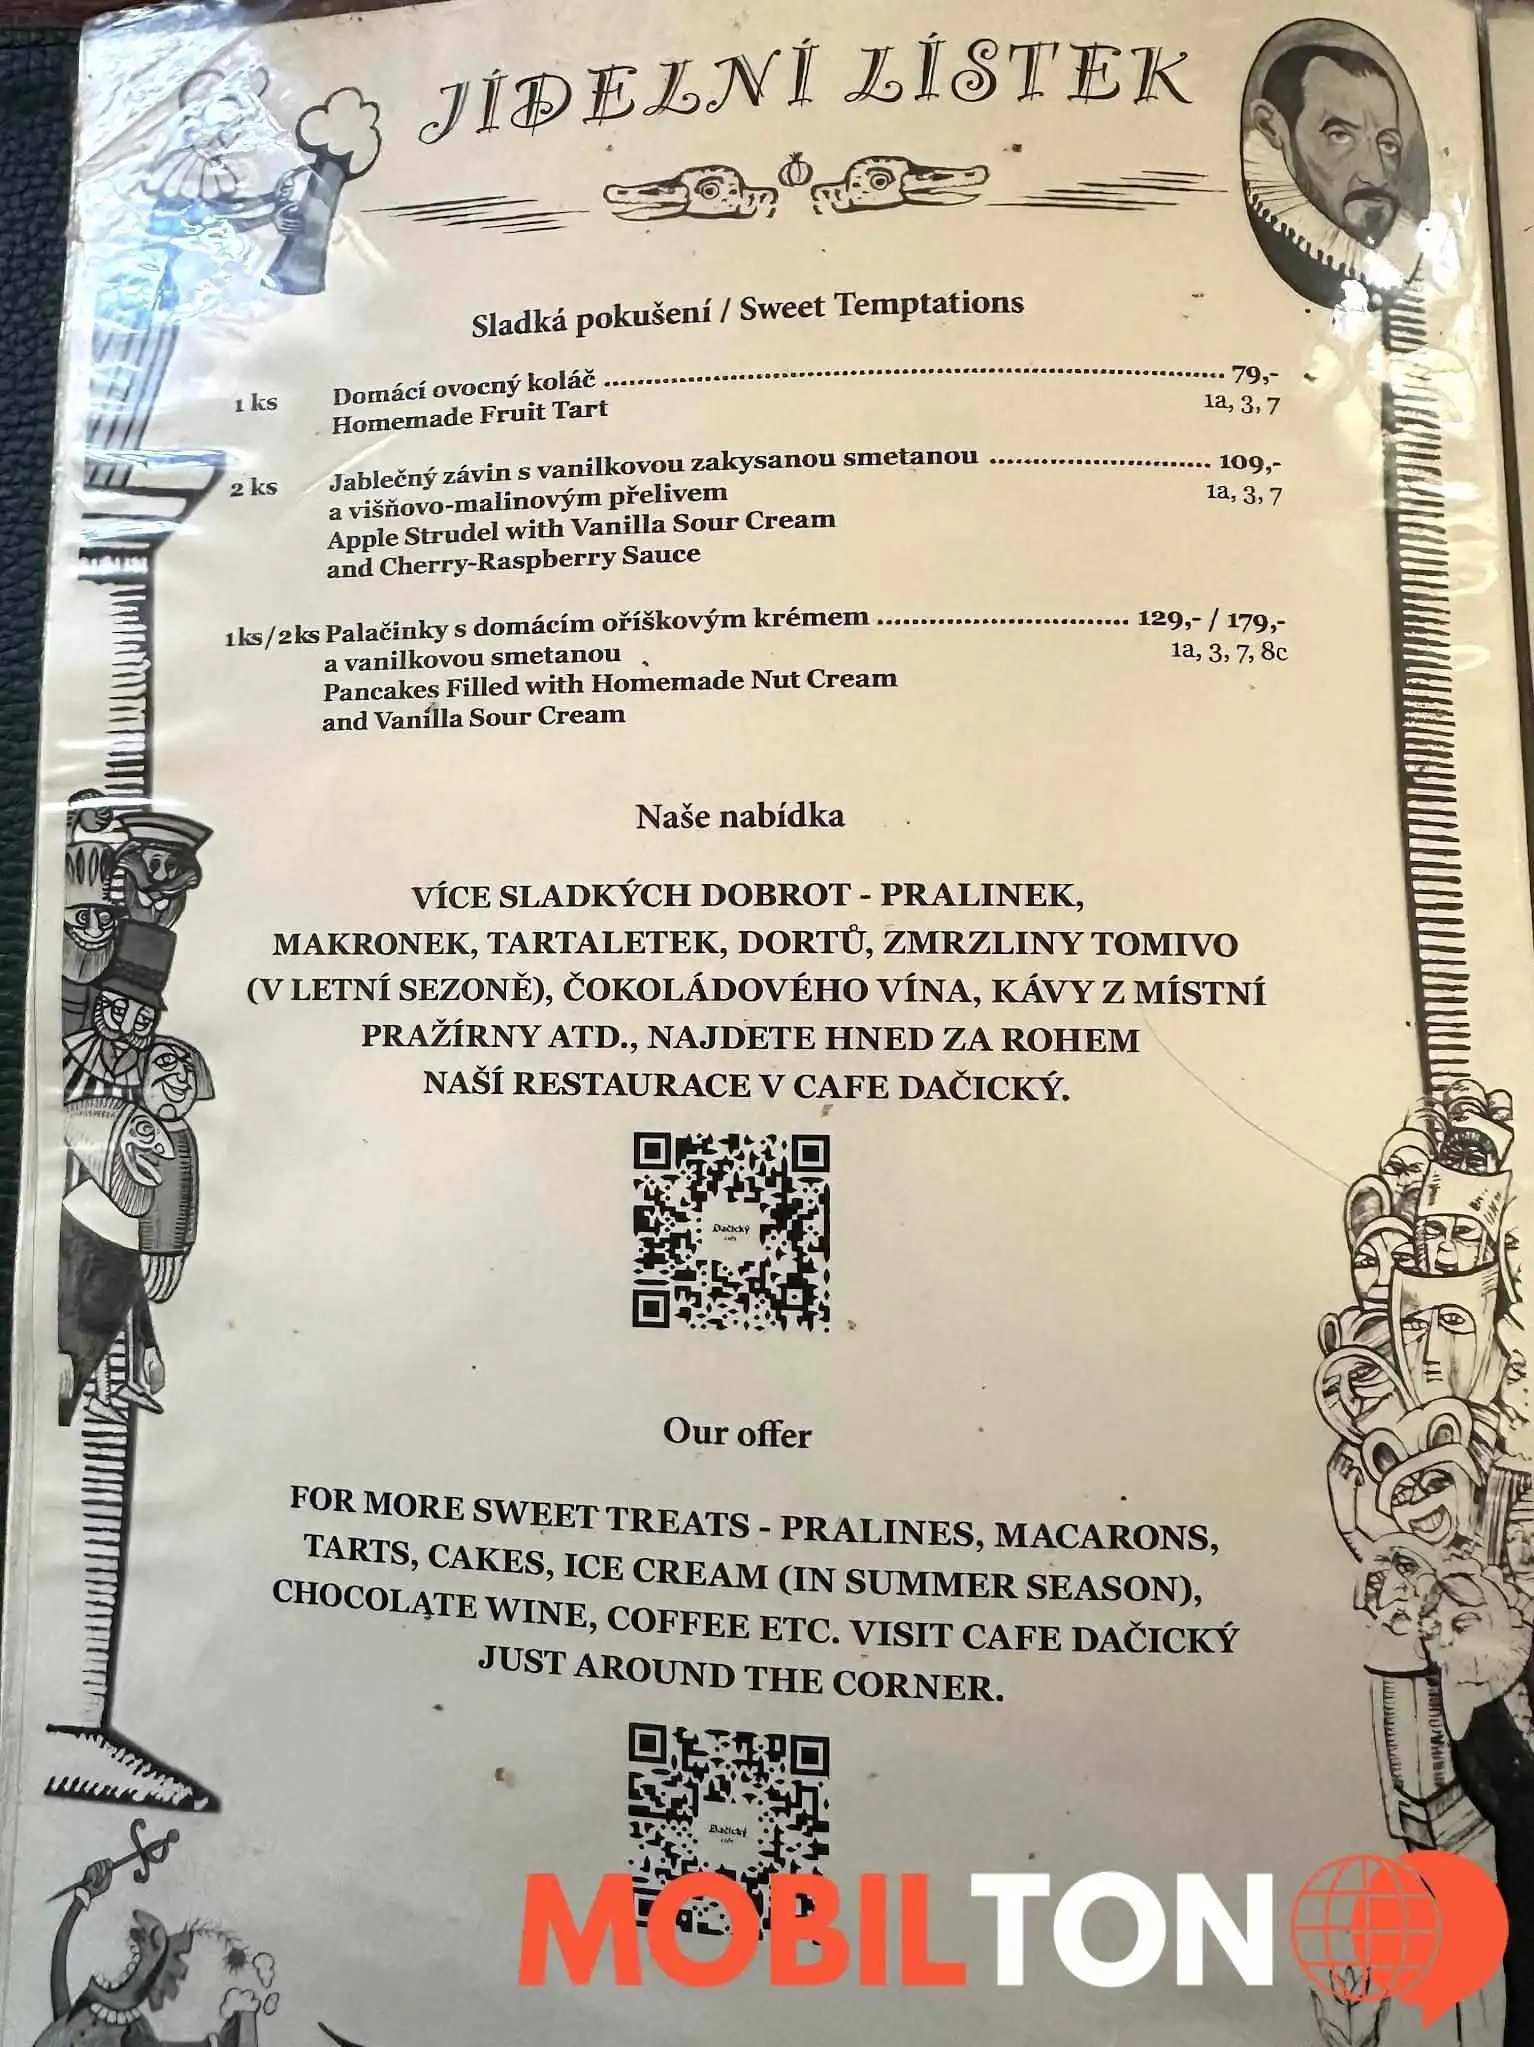 JÍDELNÍ LÍSTEK
Sladká pokušení / Sweet Temptations
1 ks Domácí ovocný koláč ........ 79,-
Homemade Fruit Tart 1a, 3, 7
2 ks Jablečný závin s vanilkovou zakysanou smetanou ........ 109,-
a višňovo-malinovým přelivem 1a, 3, 7
Apple Strudel with Vanilla Sour Cream
and Cherry-Raspberry Sauce
1ks/2ks Palačinky s domácím oříškovým krémem ........ 129,- / 179,-
a vanilkovou smetanou 1a, 3, 7, 8c
Pancakes Filled with Homemade Nut Cream
and Vanilla Sour Cream
Naše nabídka
VÍCE SLADKÝCH DOBROT - PRALINEK,
MAKRONEK, TARTALETEK, DORTŮ, ZMRZLINY TOMIVO
(V LETNÍ SEZONĚ), ČOKOLÁDOVÉHO VÍNA, KÁVY Z MÍSTNÍ
PRAŽÍRNY ATD., NAJDETE HNED ZA ROHEM
NAŠÍ RESTAURACE V CAFE DAČICKÝ.
Dačický
cafe
Our offer
FOR MORE SWEET TREATS - PRALINES, MACARONS,
TARTS, CAKES, ICE CREAM (IN SUMMER SEASON),
CHOCOLATE WINE, COFFEE ETC. VISIT CAFE DAČICKÝ
JUST AROUND THE CORNER.
Dačický
cafe
MOBILTON